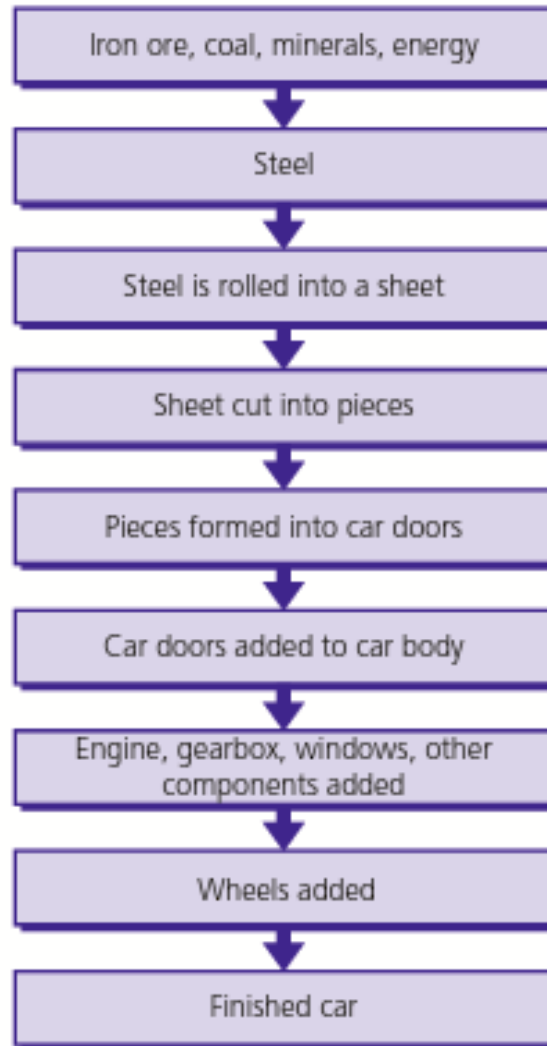 Iron ore, coal, minerals, energy
Steel
Steel is rolled into a sheet
Sheet cut into pieces
Pieces formed into car doors
Car doors added to car body
Engine, gearbox, windows, other
components added
Wheels added
Finished car